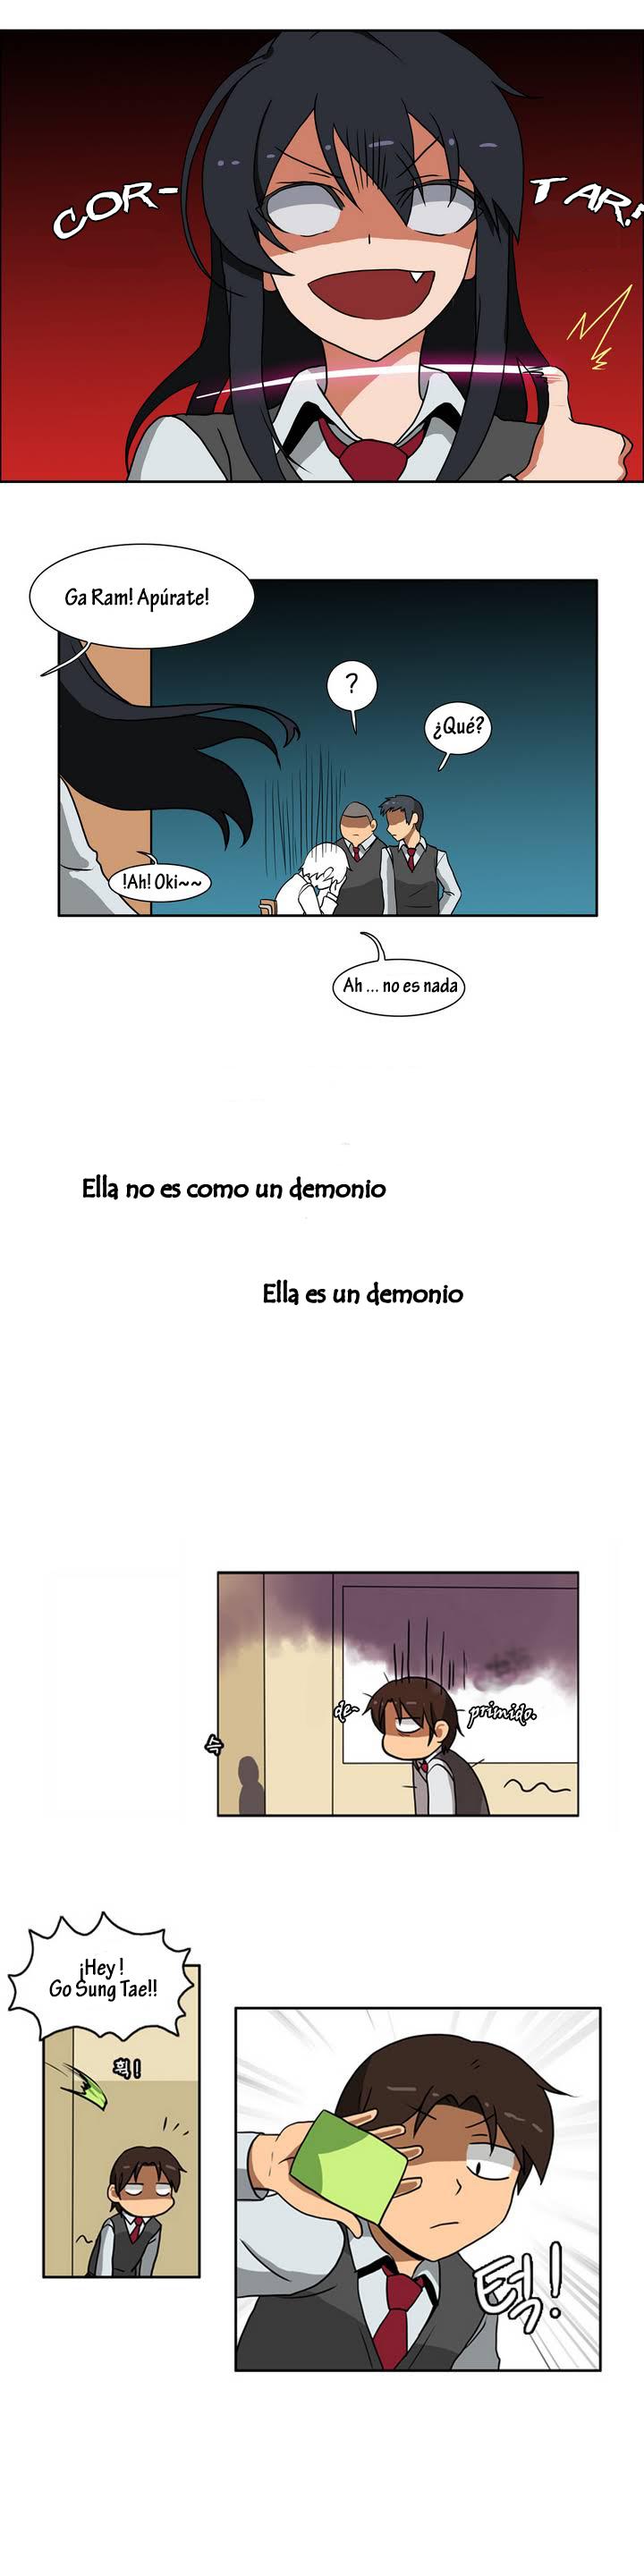 COR-
TAR!
Ga Ram! Apúrate!
?
¿Qué?
!Ah! Oki~~
Ah ... no es nada
Ella no es como un demonio
Ella es un demonio
de-
primido.
슥
¡Hey !
Go Sung Tae!!
휙!
턱!